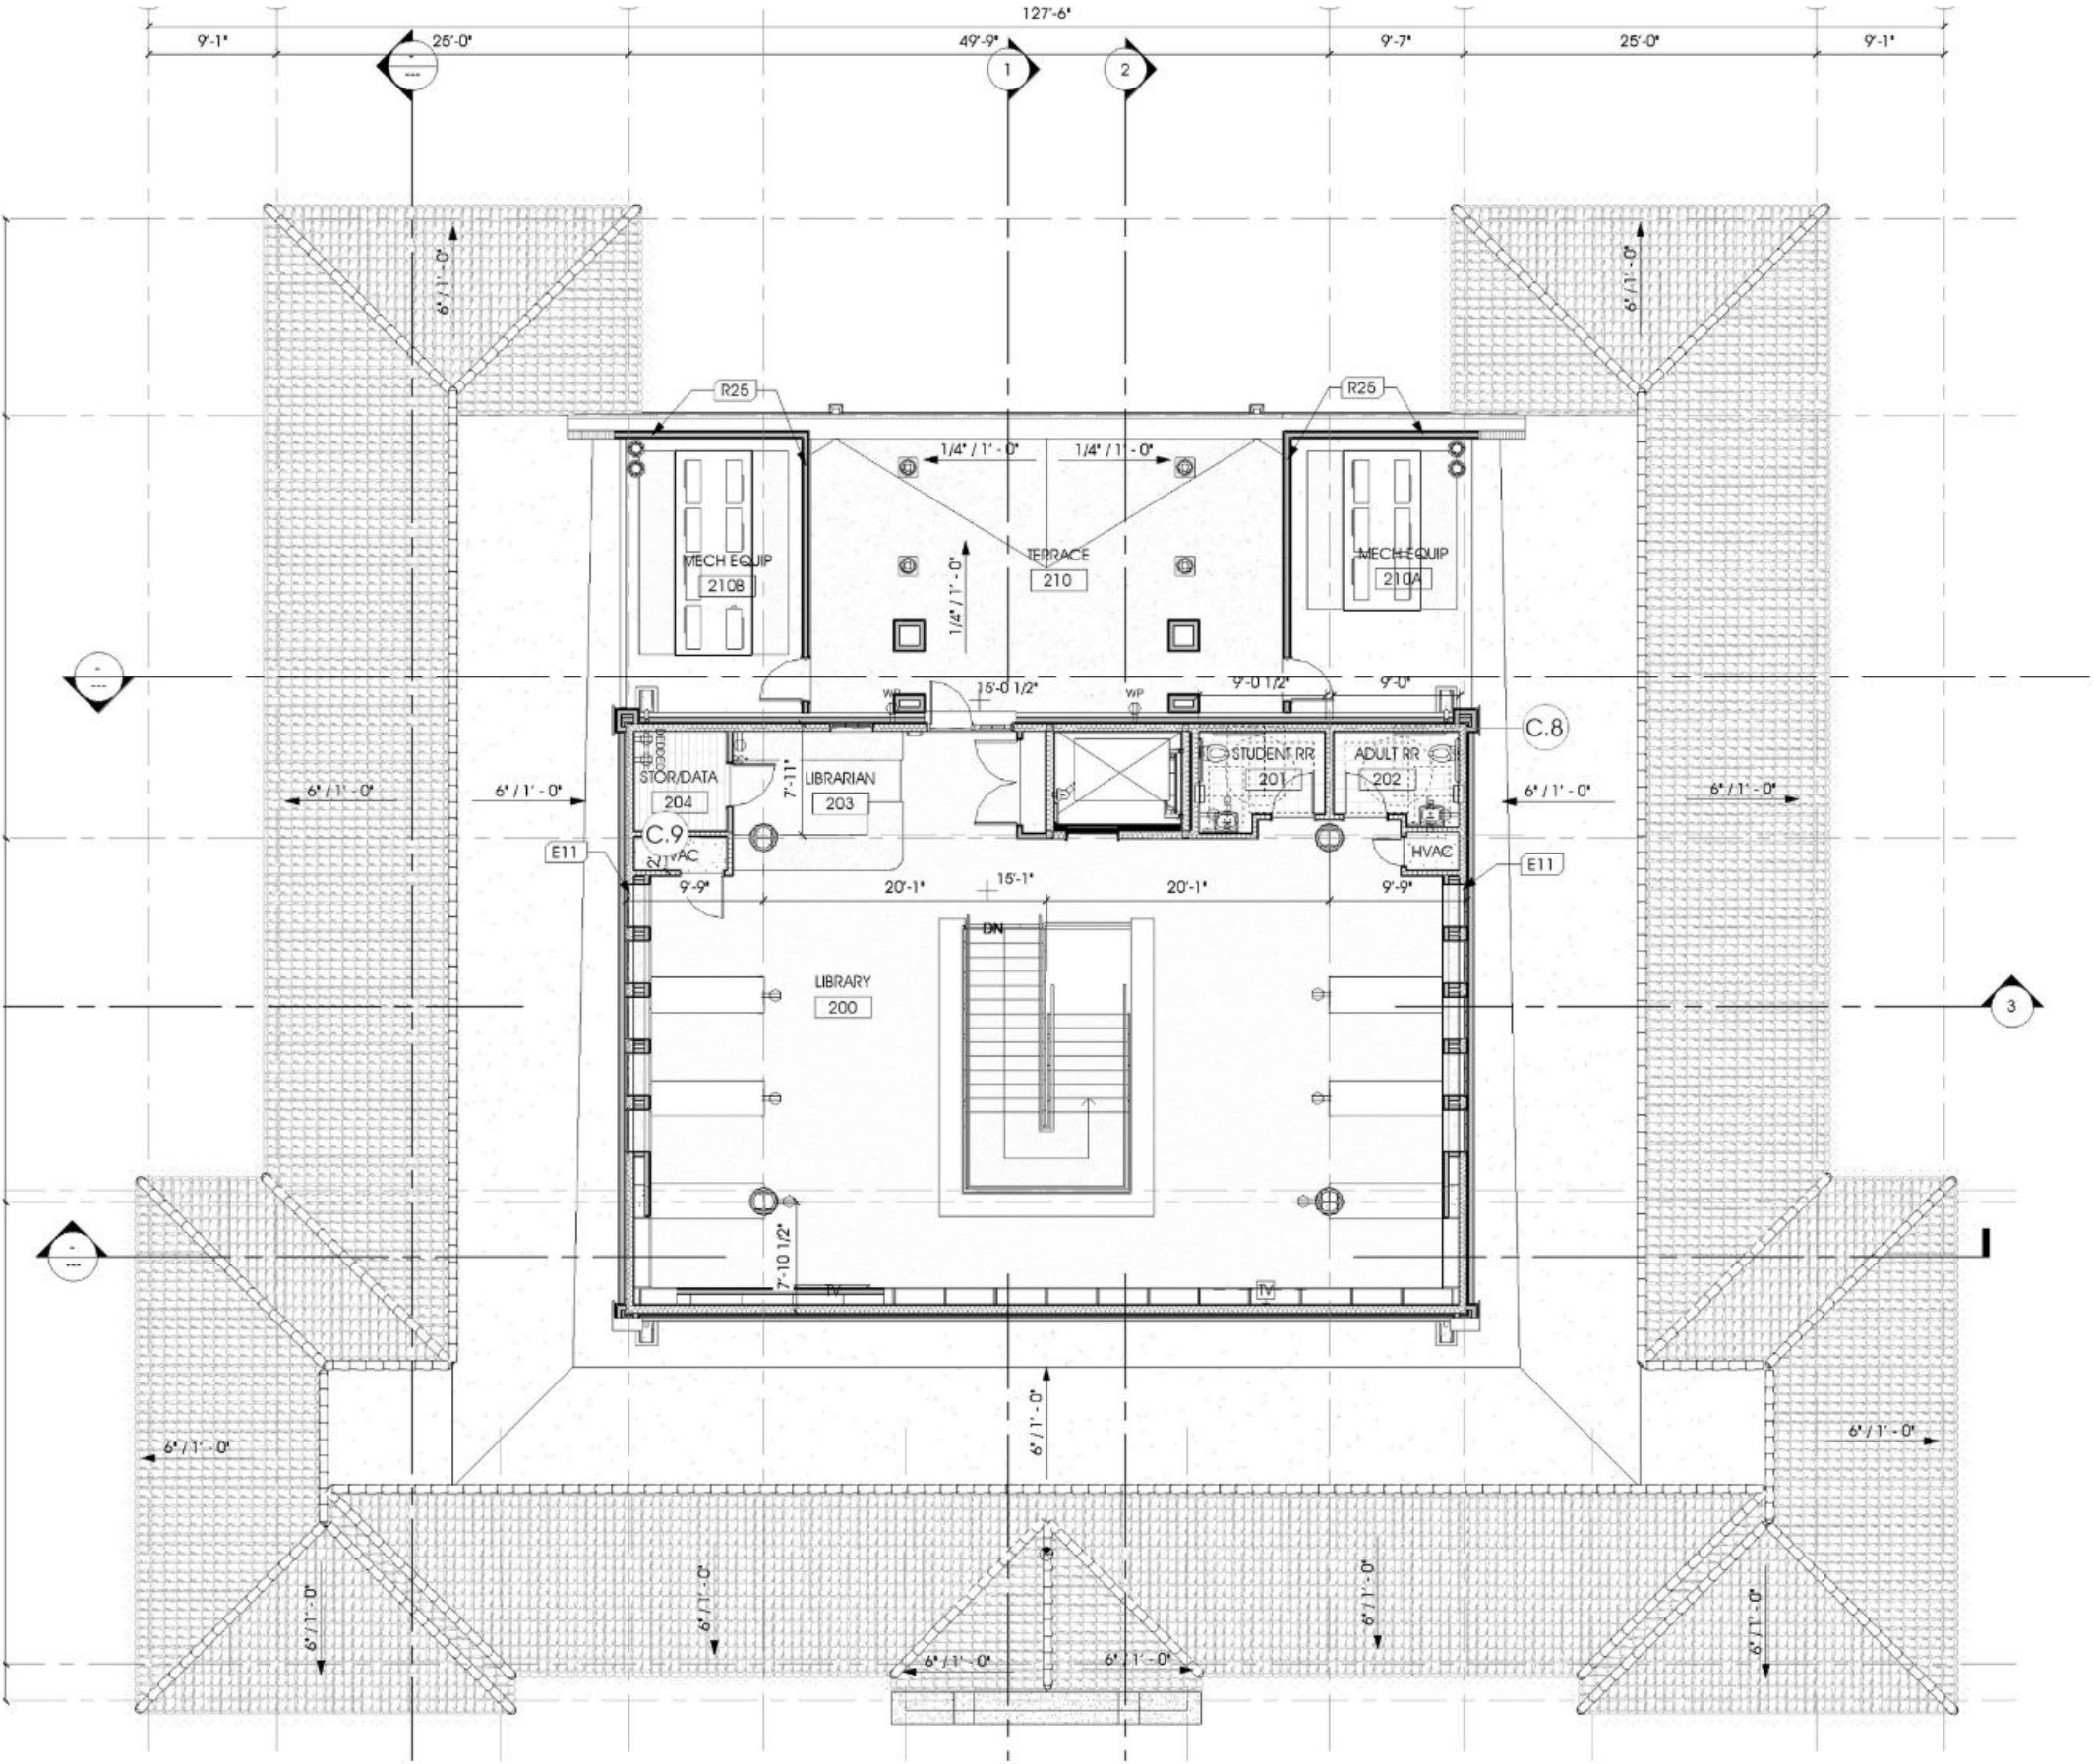 127'-6"
9'-1"
25'-0"
49'-9"
9'-7"
25'-0"
9'-1"
-
---
1
2
6" / 1' - 0"
6" / 1' - 0"
R25
R25
1/4" / 1' - 0"
1/4" / 1' - 0"
MECH EQUIP
210B
TERRACE
210
MECH EQUIP
210A
1/4" / 1' - 0"
-
---
WP
15'-0 1/2"
WP
9'-0 1/2"
9'-0"
C.8
STOR/DATA
204
7'-11"
LIBRARIAN
203
STUDENT RR
201
ADULT RR
202
6" / 1' - 0"
6" / 1' - 0"
6" / 1' - 0"
6" / 1' - 0"
C.9
E11
HVAC
E11
9'-9"
20'-1"
15'-1"
20'-1"
9'-9"
DN
LIBRARY
200
3
-
---
7'-10 1/2"
TV
TV
6" / 1' - 0"
6" / 1' - 0"
6" / 1' - 0"
6" / 1' - 0"
6" / 1' - 0"
6" / 1' - 0"
6" / 1' - 0"
6" / 1' - 0"
6" / 1' - 0"